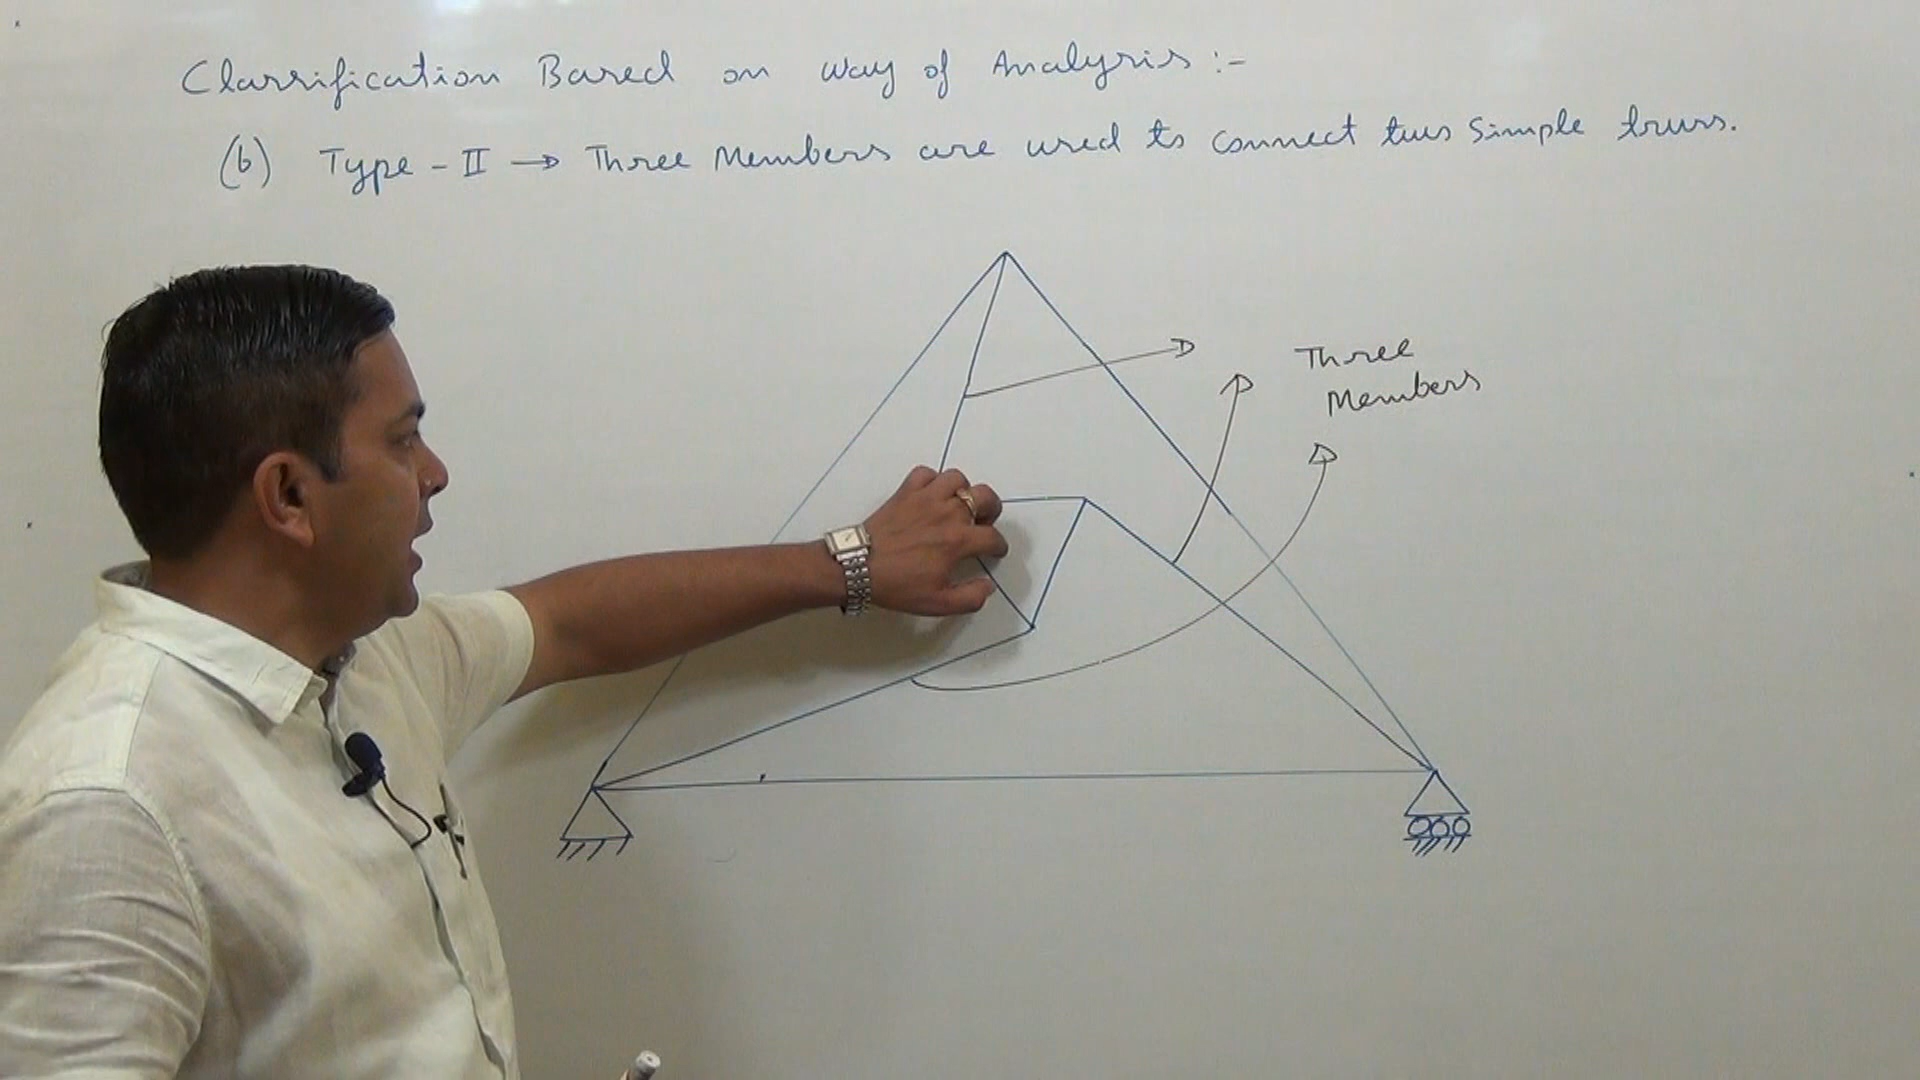 Classification Based on Way of Analysis :-
(b) Type - II → Three Members are used to connect two simple truss.
Three
Members